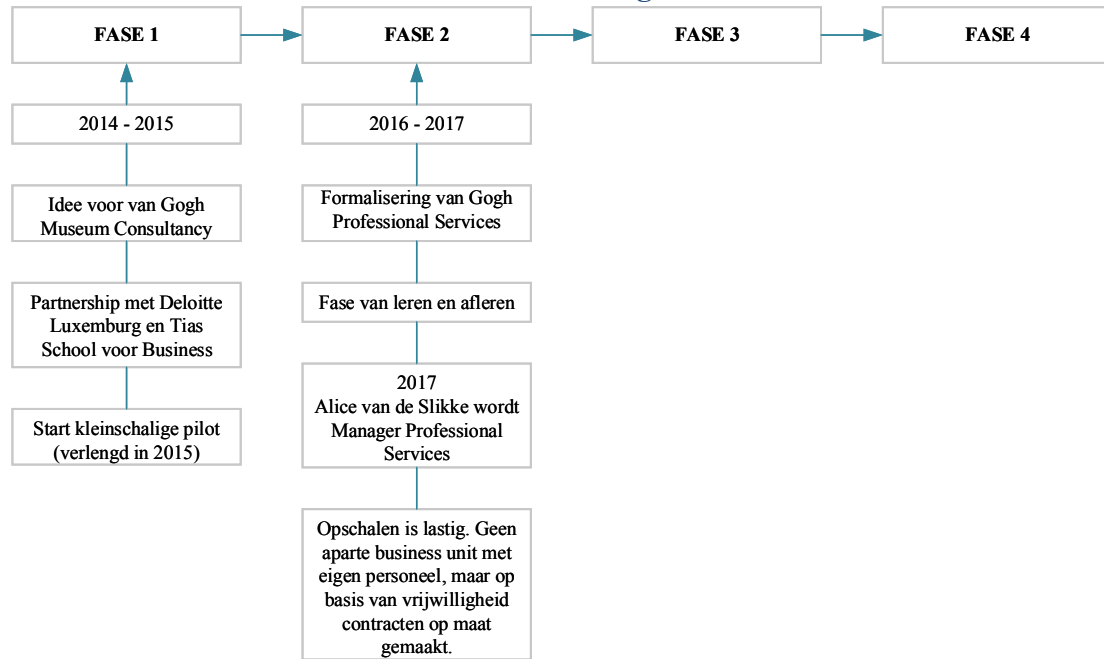 FASE 1
FASE 2
FASE 3
FASE 4
2014 - 2015
Idee voor van Gogh
Museum Consultancy
Partnership met Deloitte
Luxemburg en Tias
School voor Business
Start kleinschalige pilot
(verlengd in 2015)
2016 - 2017
Formalisering van Gogh
Professional Services
Fase van leren en afleren
2017
Alice van de Slikke wordt
Manager Professional
Services
Opschalen is lastig. Geen
aparte business unit met
eigen personeel, maar op
basis van vrijwilligheid
contracten op maat
gemaakt.